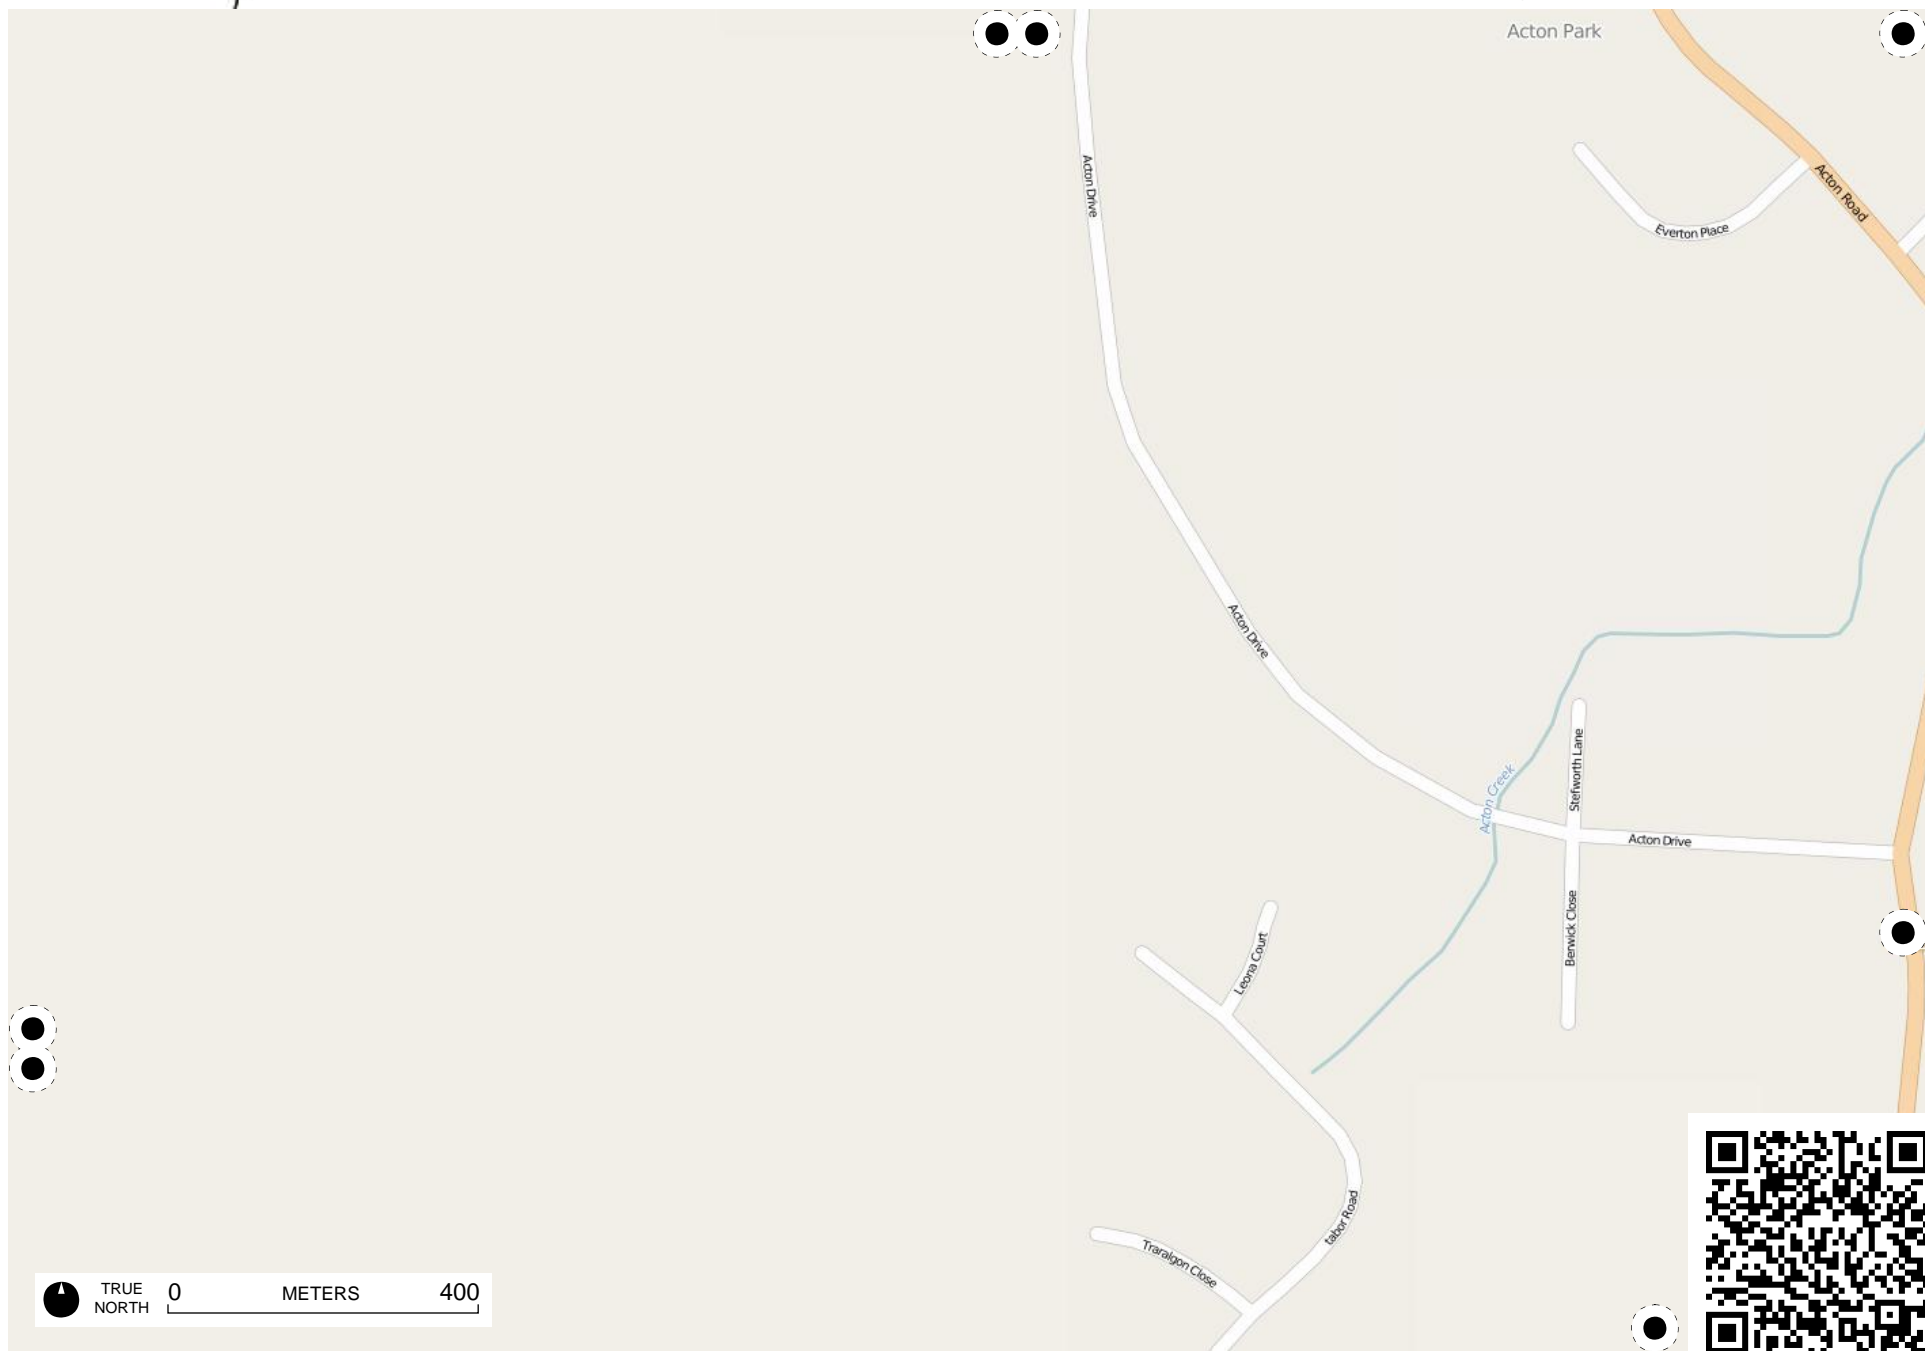 Acton Park
Acton Drive
Acton Road
Everton Place
Acton Drive
Stefworth Lane
Acton Creek
Acton Drive
Berwick Close
Leona Court
tabor Road
Traralgon Close
TRUE
NORTH
0 METERS 400